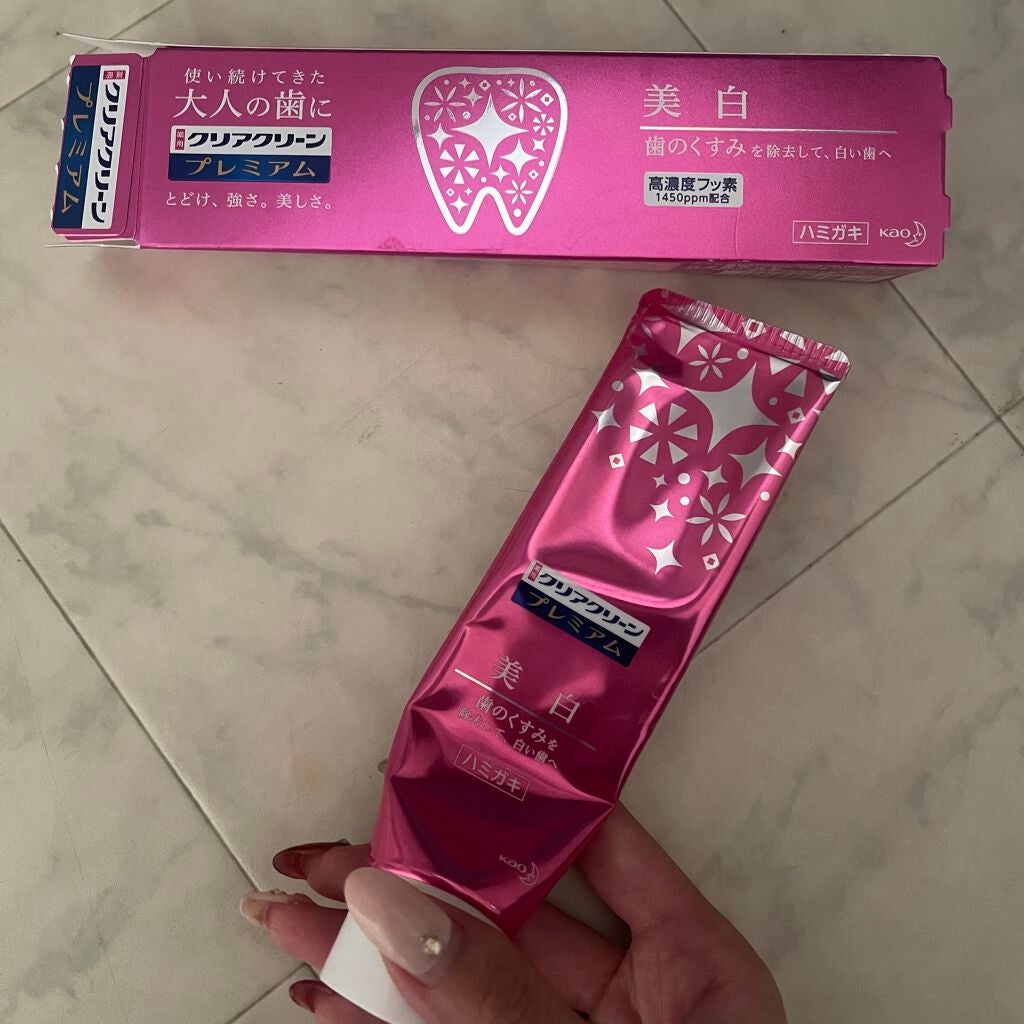 薬用
クリアクリーン
プレミアム
使い続けてきた
大人の歯に
薬用 クリアクリーン
プレミアム
とどけ、強さ。美しさ。
美白
歯のくすみを除去して、白い歯へ
高濃度フッ素
1450ppm配合
ハミガキ Kao
薬用 クリアクリーン
プレミアム
美白
歯のくすみを
除去して、白い歯へ
ハミガキ
Kao